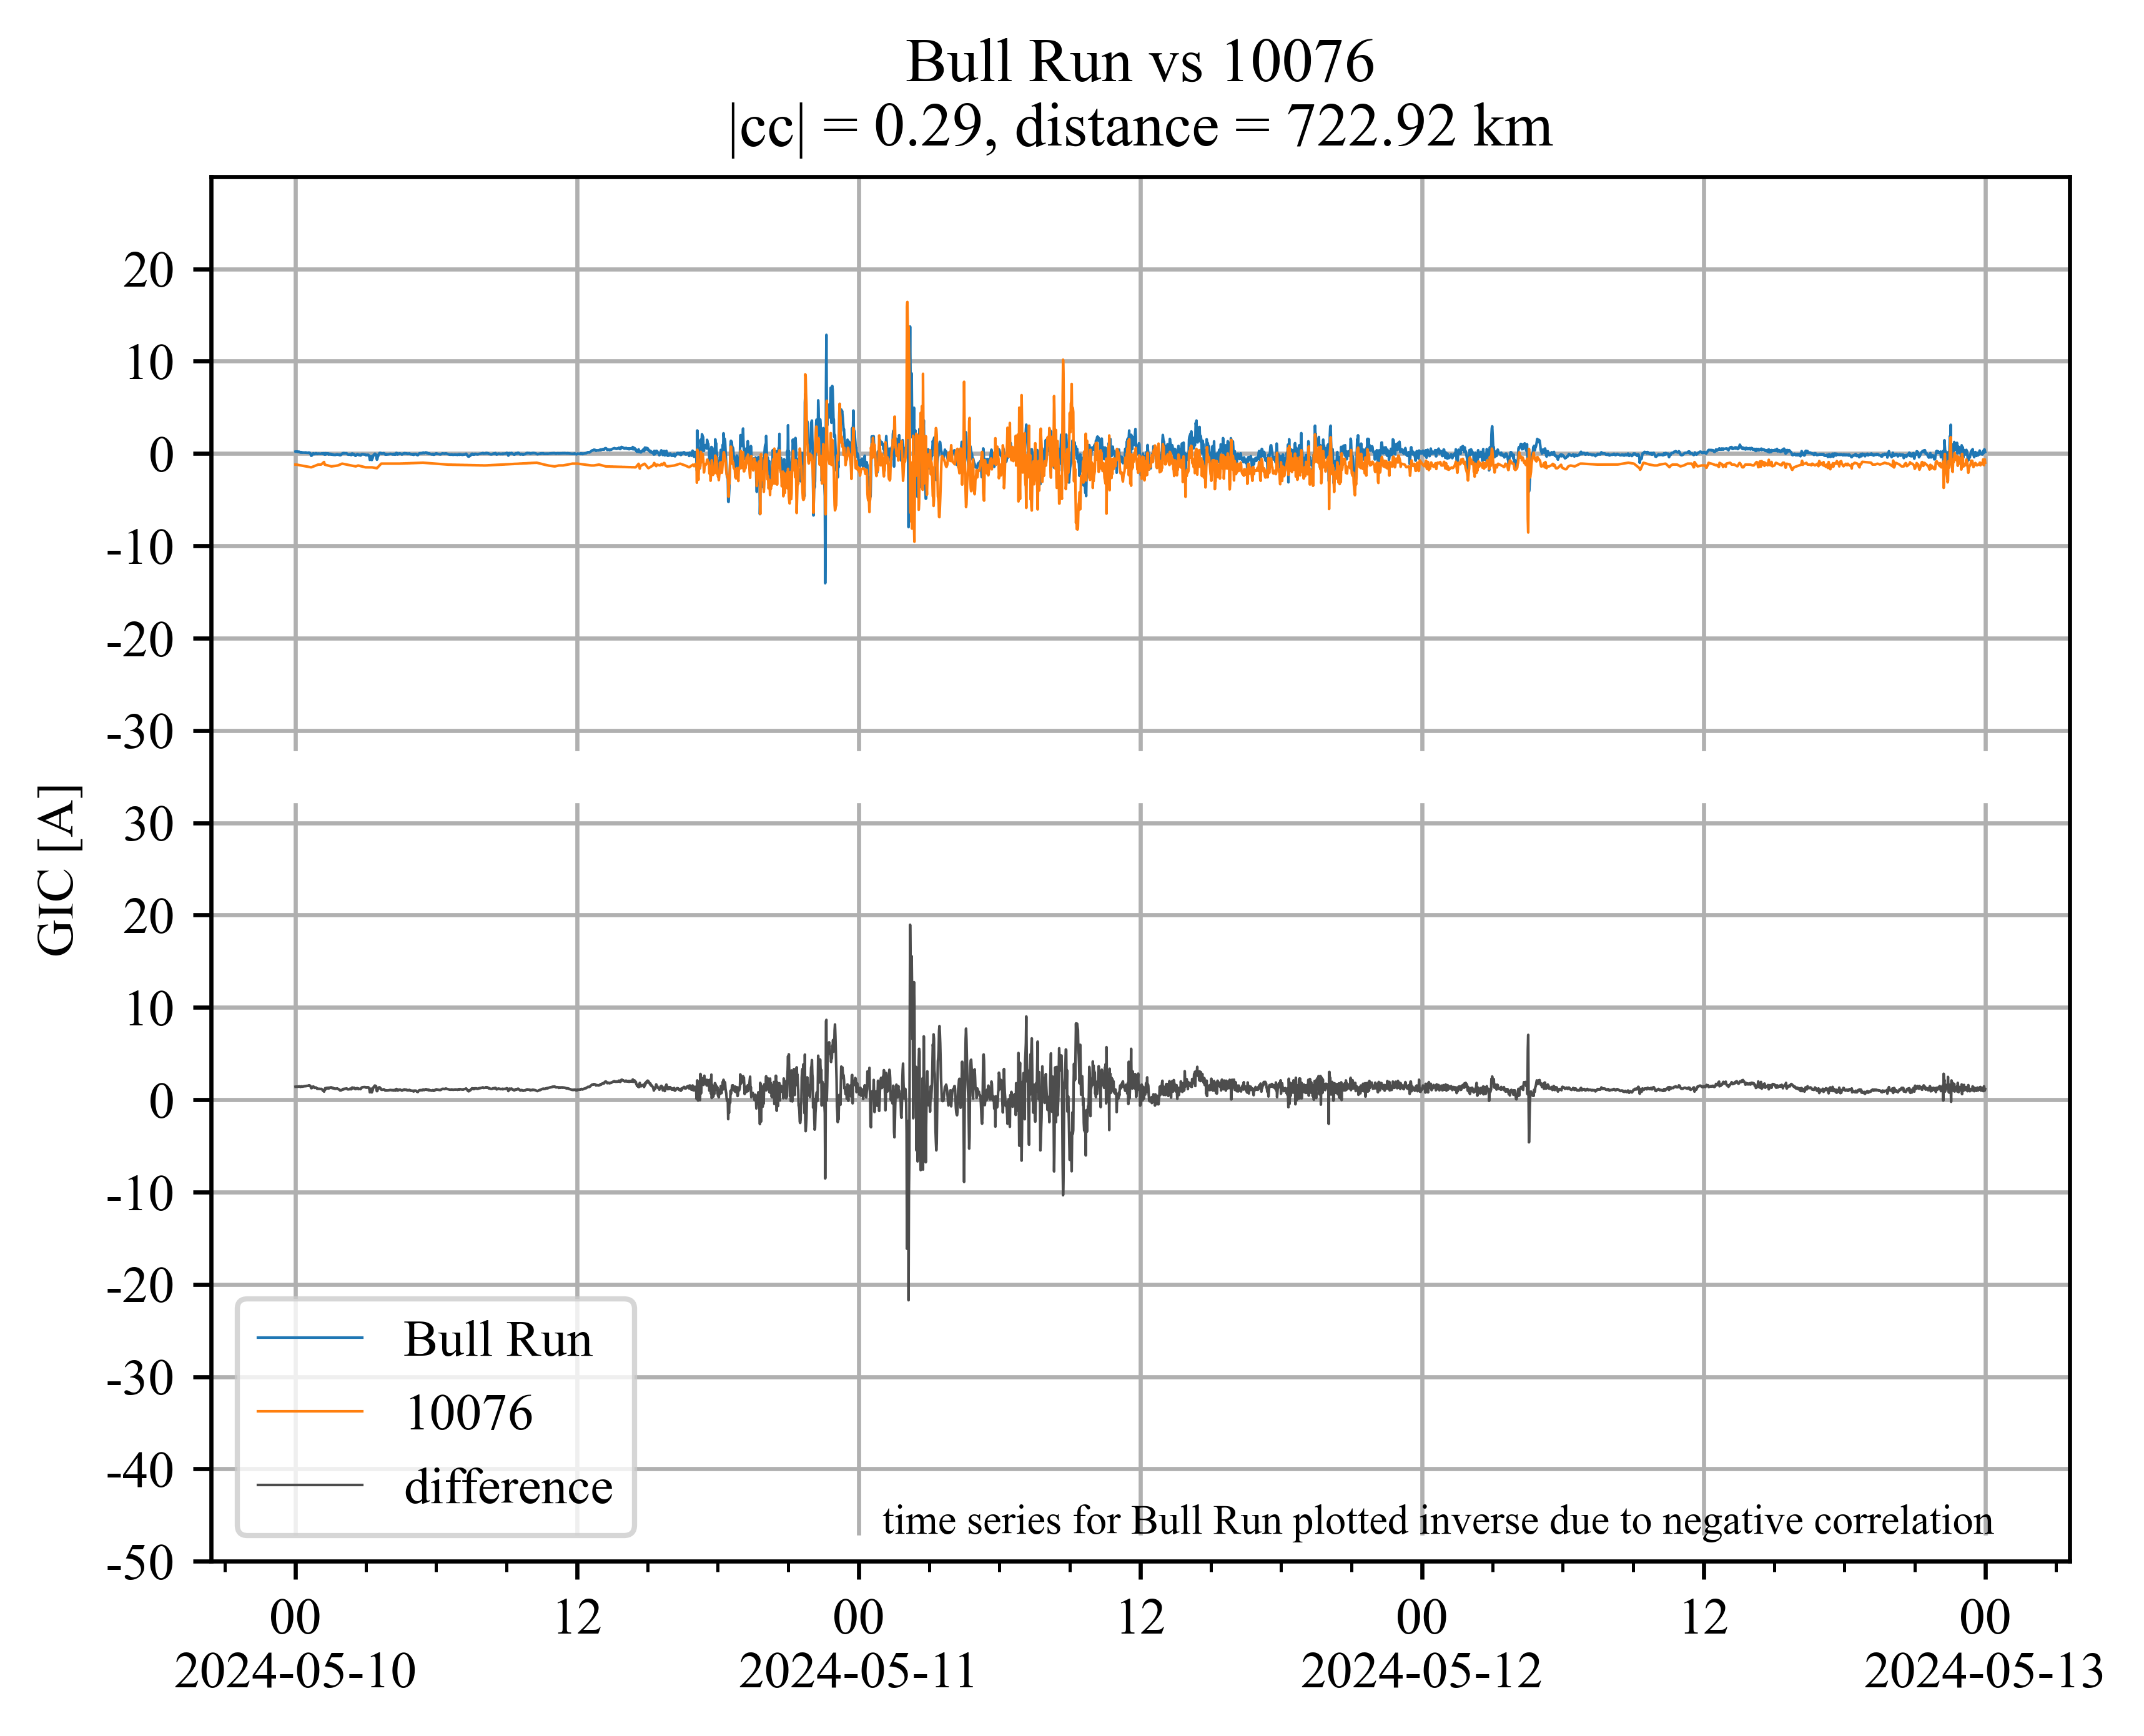 Bull Run vs 10076
|cc| = 0.29, distance = 722.92 km
20
10
0
-10
-20
-30
30
20
10
0
-10
-20
-30
-40
-50
GIC [A]
Bull Run
10076
difference
time series for Bull Run plotted inverse due to negative correlation
00 12 00 12 00 12 00
2024-05-10 2024-05-11 2024-05-12 2024-05-13